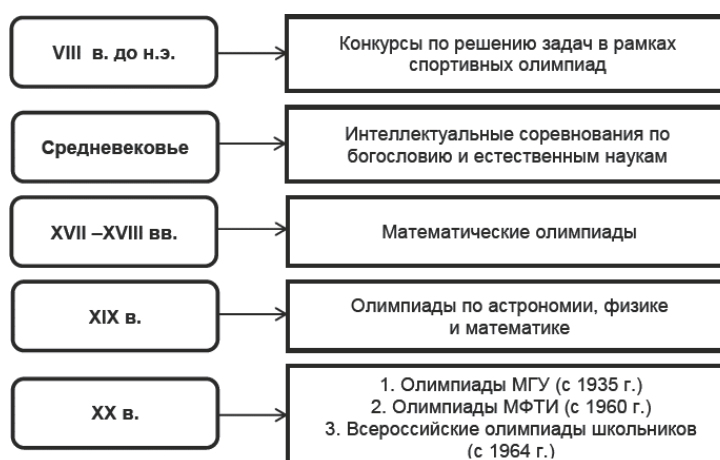 VIII в. до н.э.
Конкурсы по решению задач в рамках
спортивных олимпиад
Средневековье
Интеллектуальные соревнования по
богословию и естественным наукам
XVII –XVIII вв.
Математические олимпиады
XIX в.
Олимпиады по астрономии, физике
и математике
XX в.
1. Олимпиады МГУ (с 1935 г.)
2. Олимпиады МФТИ (с 1960 г.)
3. Всероссийские олимпиады школьников
(с 1964 г.)